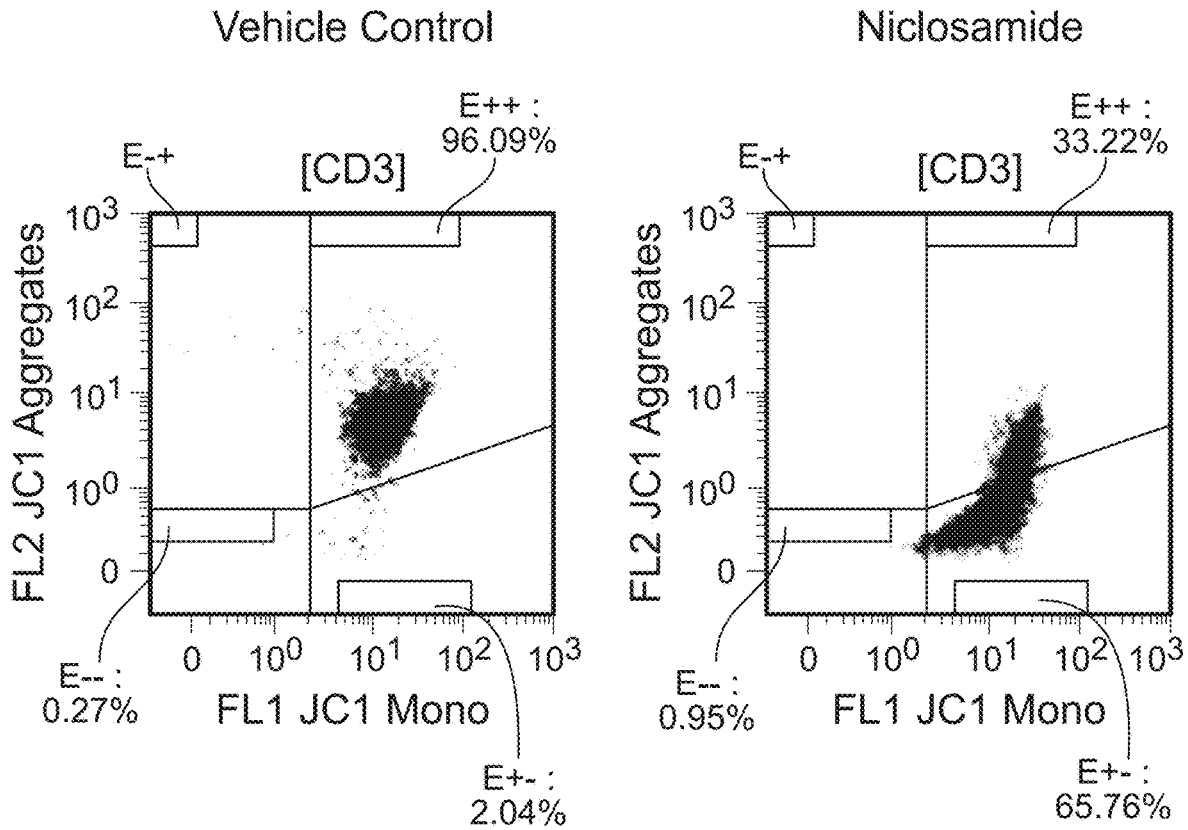 Vehicle Control
E++ :
96.09%
E-+
[CD3]
10³
10²
10¹
10⁰
0
FL2 JC1 Aggregates
0
10⁰
10¹
10²
10³
E-- :
0.27%
FL1 JC1 Mono
E+- :
2.04%
Niclosamide
E++ :
33.22%
E-+
[CD3]
10³
10²
10¹
10⁰
0
FL2 JC1 Aggregates
0
10⁰
10¹
10²
10³
E-- :
0.95%
FL1 JC1 Mono
E+- :
65.76%